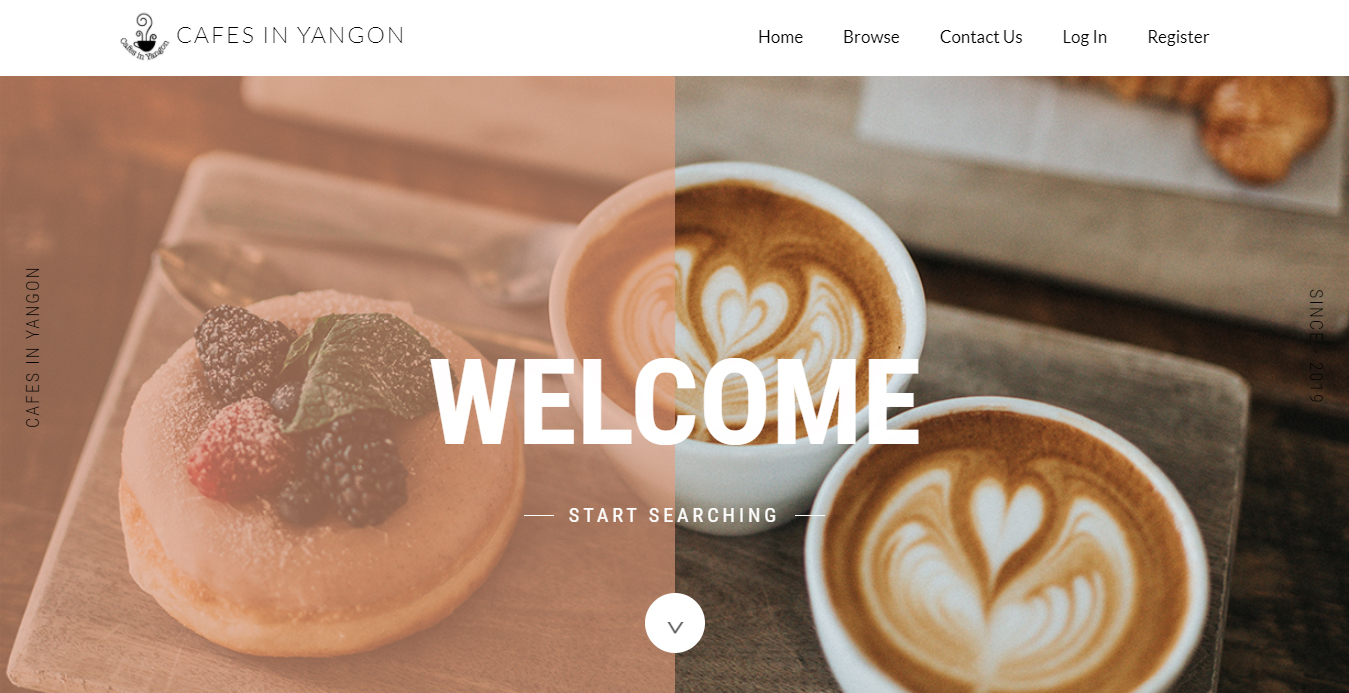 Cafes In Yangon
CAFES IN YANGON
Home
Browse
Contact Us
Log In
Register
CAFES IN YANGON
WELCOME
SINCE 2019
START SEARCHING